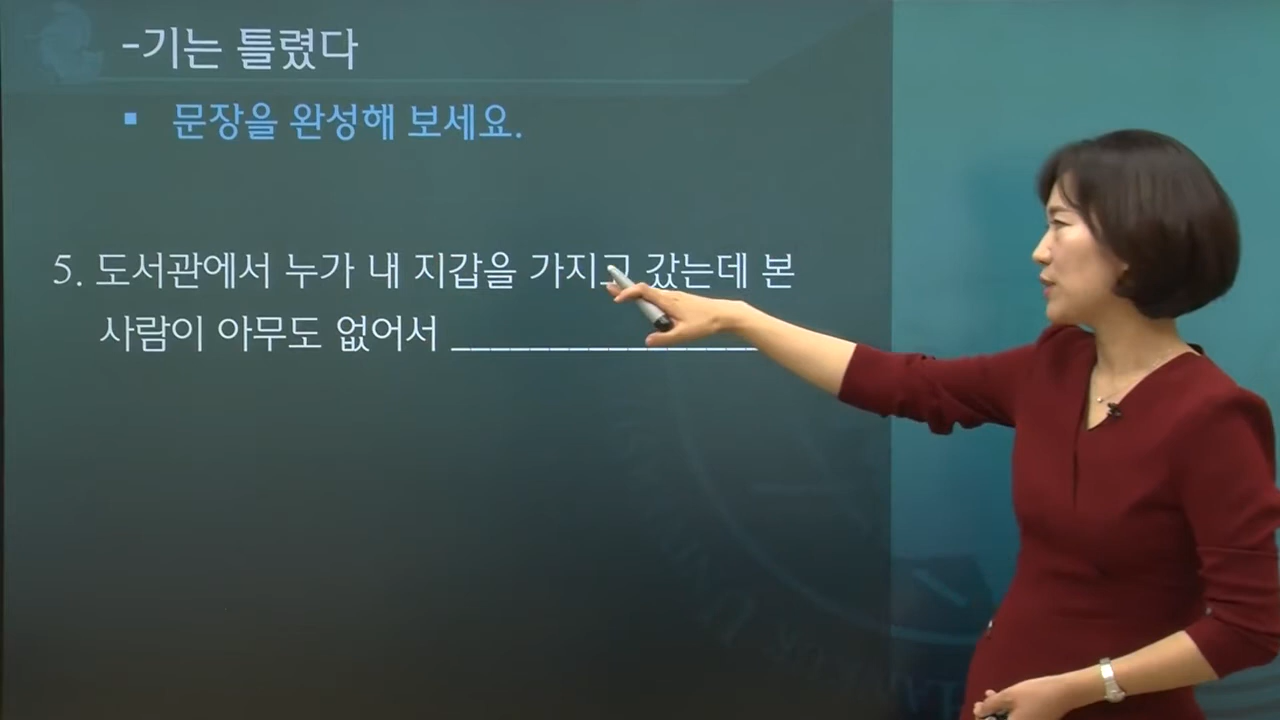 -기는 틀렸다
▪ 문장을 완성해 보세요.
5. 도서관에서 누가 내 지갑을 가지고 갔는데 본
사람이 아무도 없어서 ________________